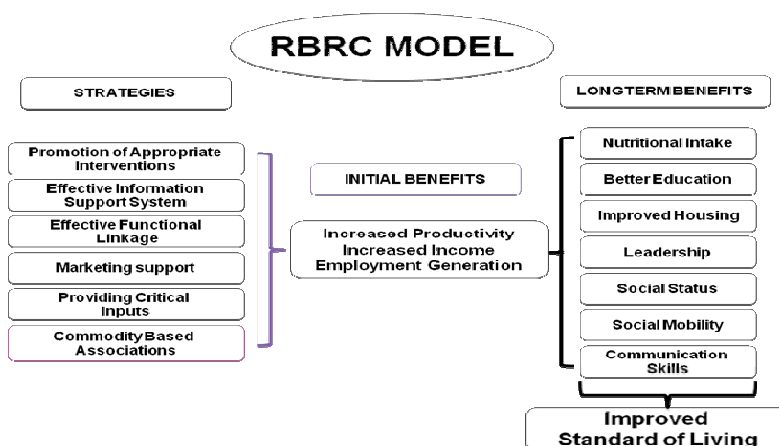 RBRC MODEL
STRATEGIES
Promotion of Appropriate
Interventions
Effective Information
Support System
Effective Functional
Linkage
Marketing support
Providing Critical
Inputs
Commodity Based
Associations
INITIAL BENEFITS
Increased Productivity
Increased Income
Employment Generation
LONGTERM BENEFITS
Nutritional Intake
Better Education
Improved Housing
Leadership
Social Status
Social Mobility
Communication
Skills
Improved
Standard of Living